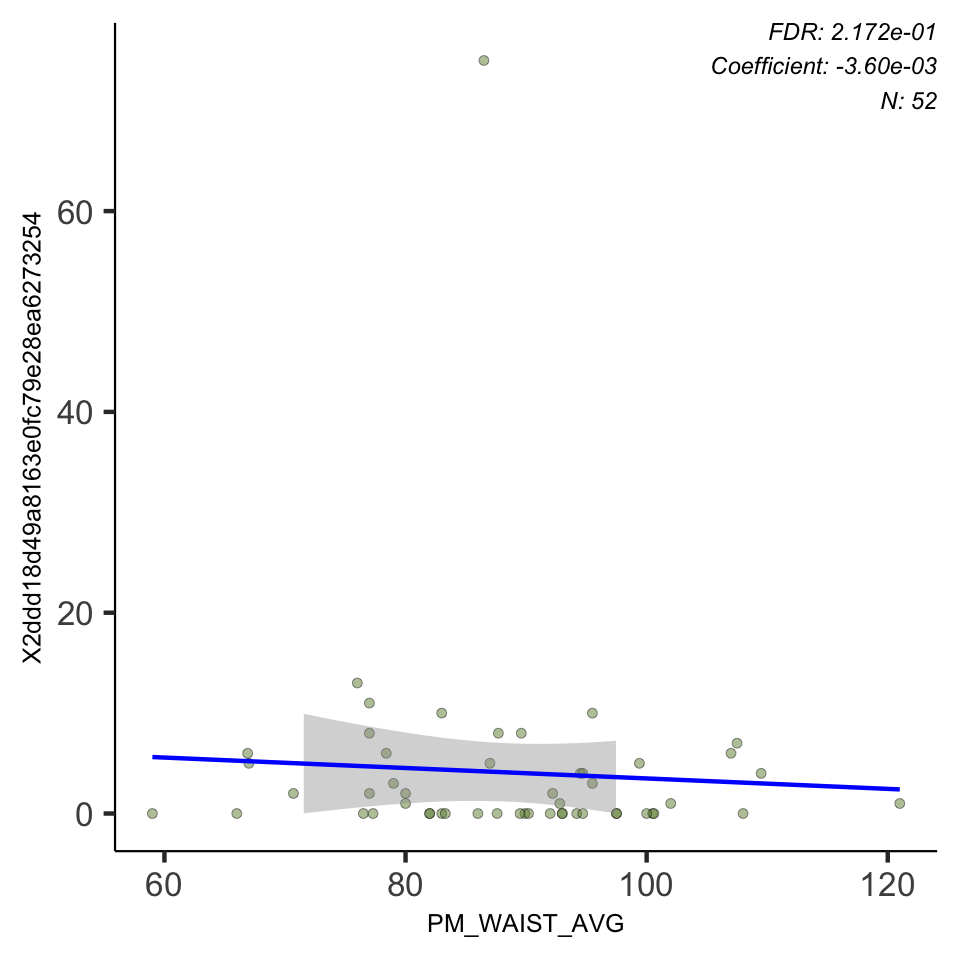 FDR: 2.172e-01
Coefficient: -3.60e-03
N: 52
60
40
20
0
X2ddd18d49a8163e0fc79e28ea6273254
60 80 100 120
PM_WAIST_AVG